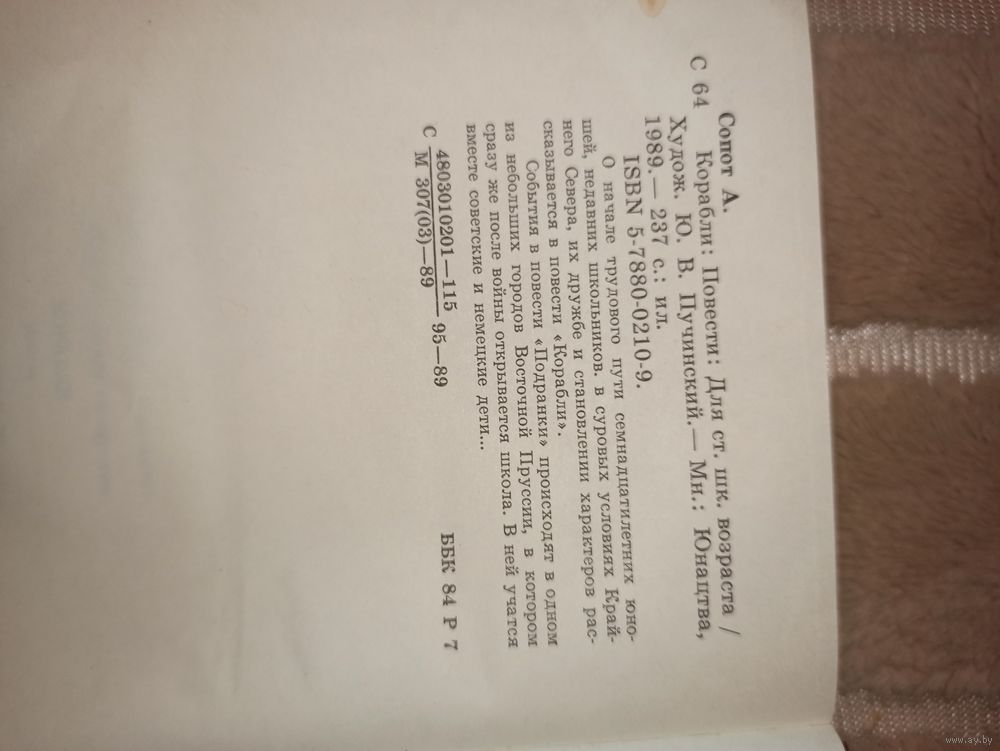 Сопот А.
С 64 Корабли: Повести: Для ст. шк. возраста /
Худож. Ю. В. Пучинский.— Мн.: Юнацтва,
1989.— 237 с.: ил.
ISBN 5-7880-0210-9.
О начале трудового пути семнадцатилетних юно-
шей, недавних школьников. в суровых условиях Край-
него Севера, их дружбе и становлении характеров рас-
сказывается в повести «Корабли».
События в повести «Подранки» происходят в одном
из небольших городов Восточной Пруссии, в котором
сразу же после войны открывается школа. В ней учатся
вместе советские и немецкие дети...
С 4803010201—115 95—89
М 307(03)—89
ББК 84 Р 7
www.ay.by